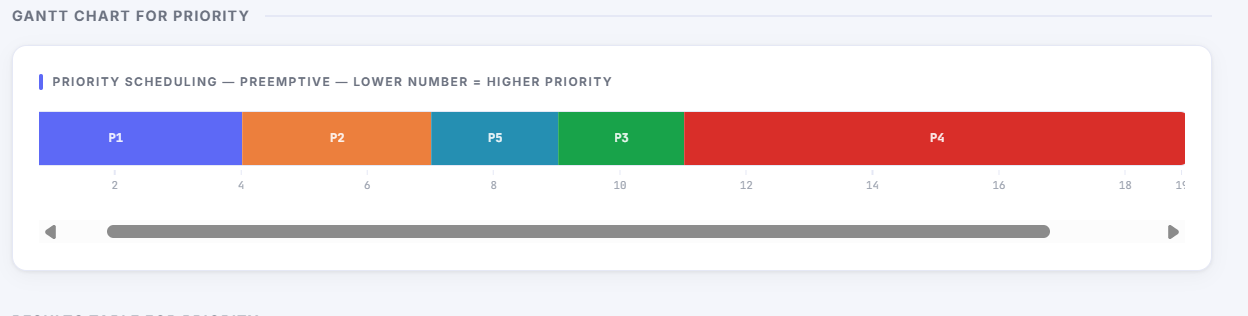 GANTT CHART FOR PRIORITY
PRIORITY SCHEDULING — PREEMPTIVE — LOWER NUMBER = HIGHER PRIORITY
P1 P2 P5 P3 P4
2 4 6 8 10 12 14 16 18 19